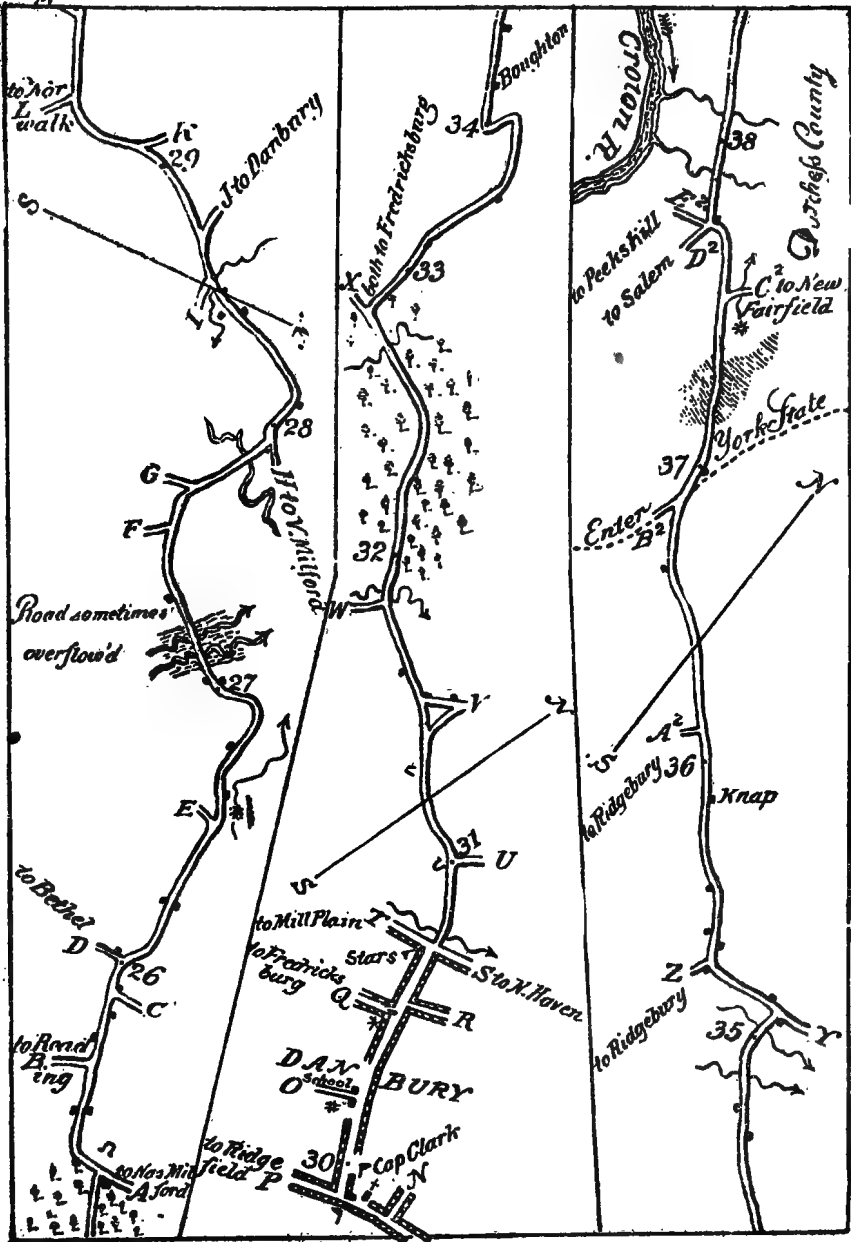 to Nor
L walk
K
29
J to Danbury
S
I
N
28
G
H to N. Milford
F
Road sometimes
overflow'd
27
E
to Bethel
D
26
C
to Read
B. ing
to New Mil
A ford
Boughton
34
both to Fredricksburg
33
X
32
W
V
N
31
U
S
to Mill Plain T
Stars
S to N. Haven
to Fredricks
burg
Q
R
DAN
BURY
O School
to Ridge
field
P
30
Cap Clark
N
Croton R.
Dutchess County
38
E²
to Peekskill
D²
to Salem
C² to New
Fairfield
York State
37
Enter
B²
N
A²
S
36
to Ridgebury
Knap
Z
to Ridgebury
35
Y